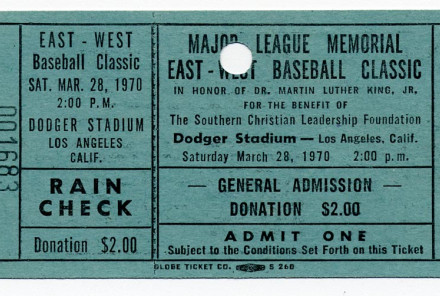 001683
EAST - WEST
Baseball Classic
SAT. MAR. 28, 1970
2:00 P.M.
DODGER STADIUM
LOS ANGELES
CALIF.
RAIN
CHECK
Donation $2.00
MAJOR LEAGUE MEMORIAL
EAST - WEST BASEBALL CLASSIC
IN HONOR OF DR. MARTIN LUTHER KING, JR.
FOR THE BENEFIT OF
The Southern Christian Leadership Foundation
Dodger Stadium — Los Angeles, Calif.
Saturday March 28, 1970 2:00 p.m.
— GENERAL ADMISSION —
DONATION $2.00
ADMIT ONE
Subject to the Conditions Set Forth on this Ticket
GLOBE TICKET CO. 5 260